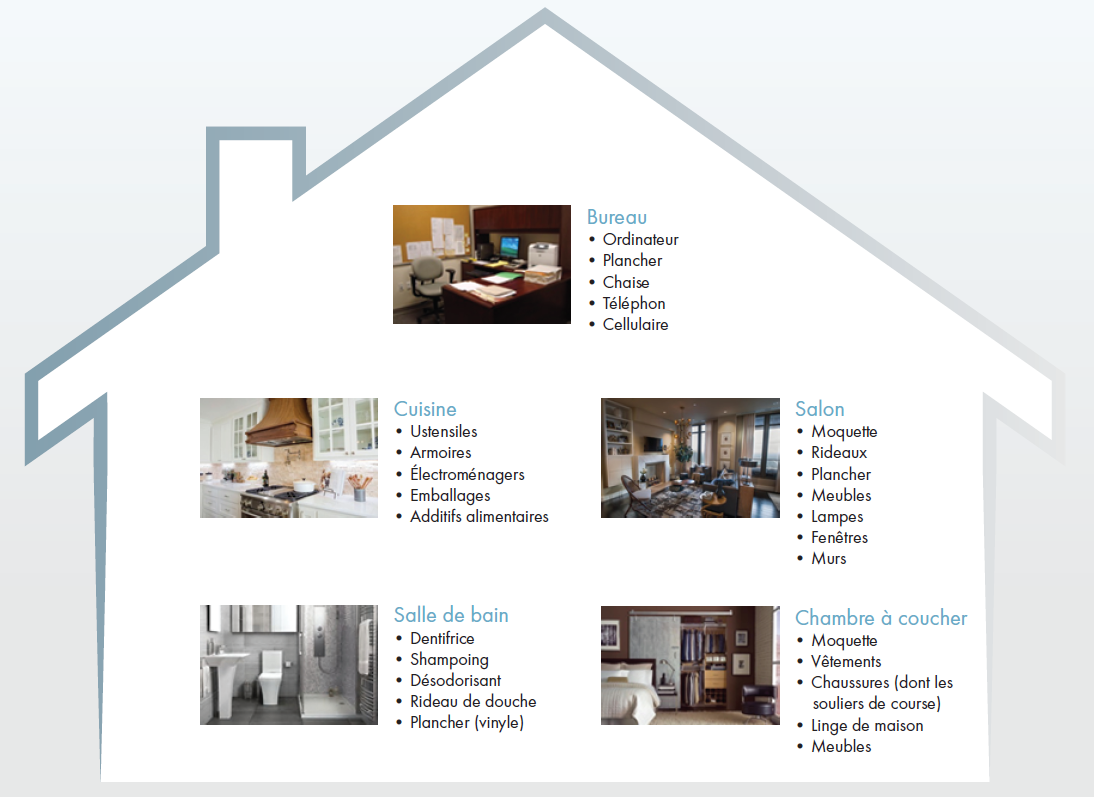 Bureau
• Ordinateur
• Plancher
• Chaise
• Téléphon
• Cellulaire
Cuisine
• Ustensiles
• Armoires
• Électroménagers
• Emballages
• Additifs alimentaires
Salon
• Moquette
• Rideaux
• Plancher
• Meubles
• Lampes
• Fenêtres
• Murs
Salle de bain
• Dentifrice
• Shampoing
• Désodorisant
• Rideau de douche
• Plancher (vinyle)
Chambre à coucher
• Moquette
• Vêtements
• Chaussures (dont les
souliers de course)
• Linge de maison
• Meubles